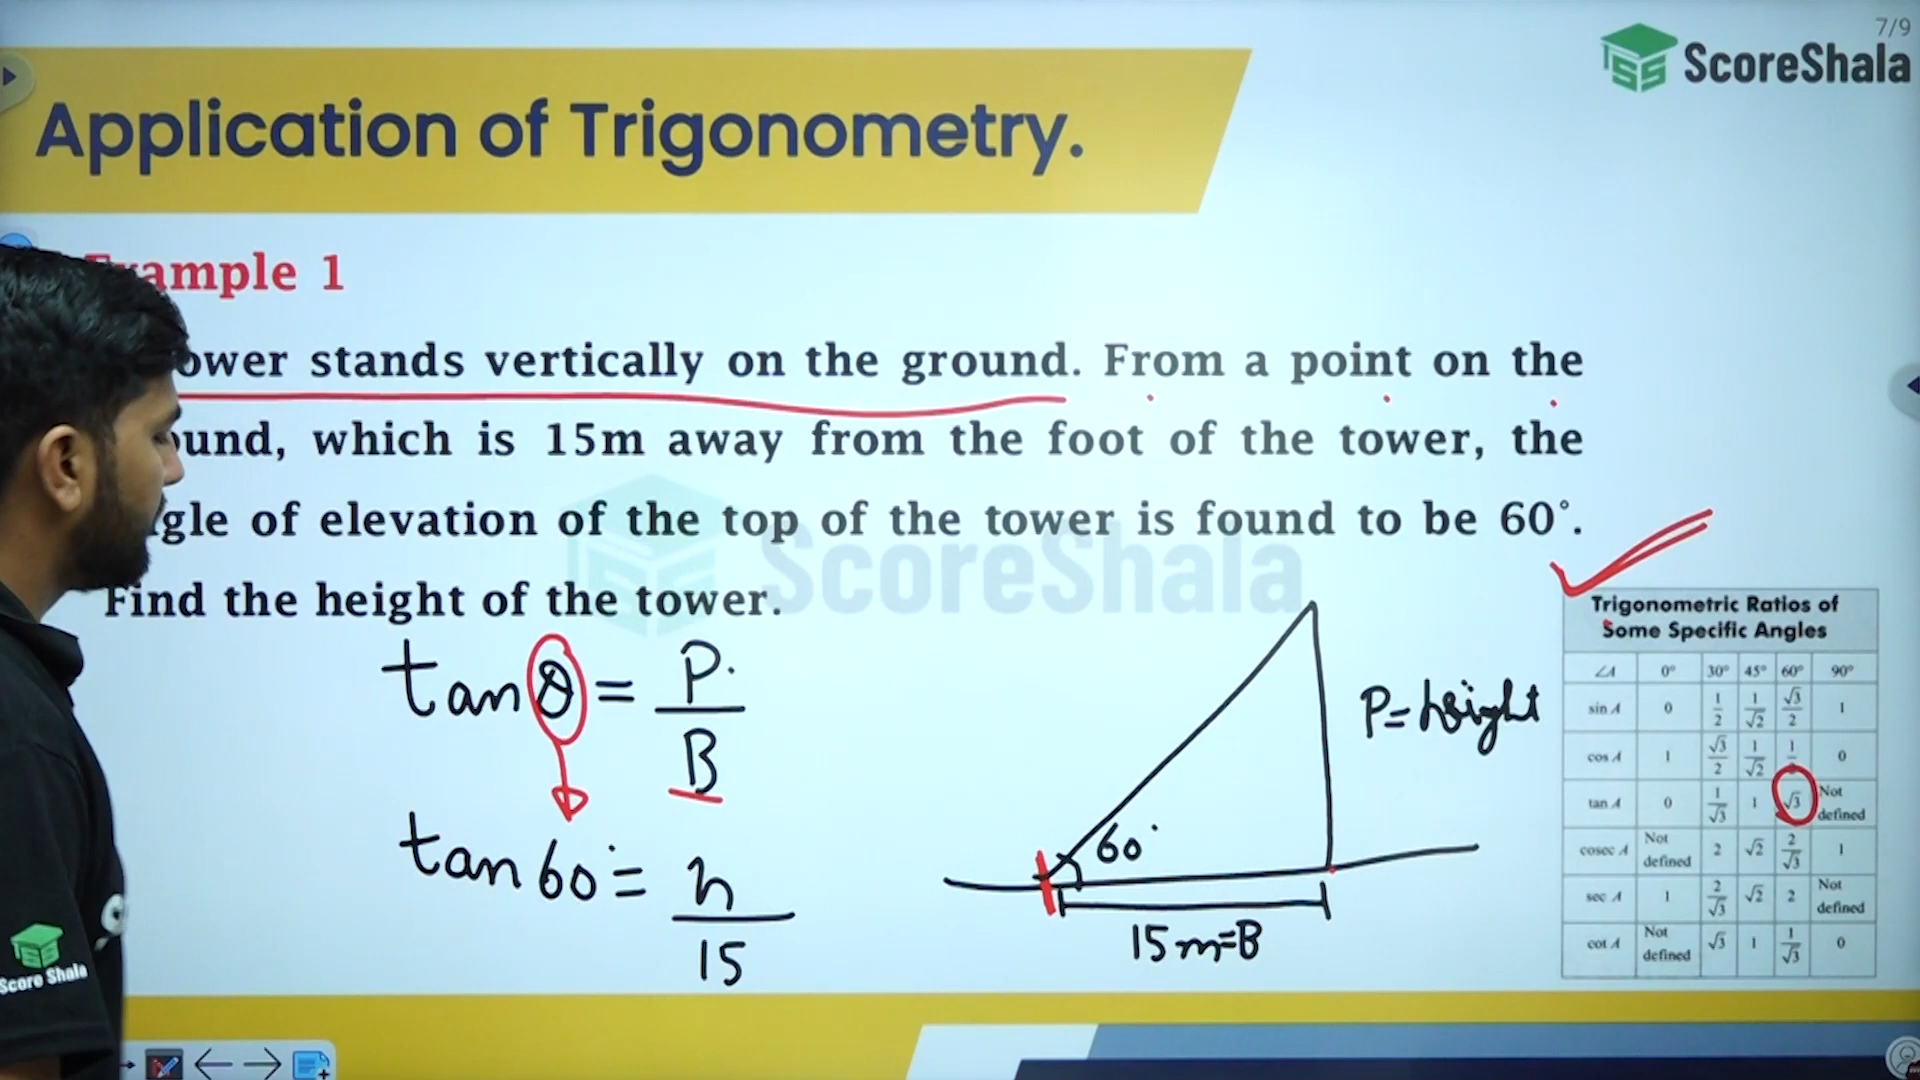 7/9
ScoreShala
Application of Trigonometry.
ample 1
ower stands vertically on the ground. From a point on the
ound, which is 15m away from the foot of the tower, the
gle of elevation of the top of the tower is found to be 60°.
Find the height of the tower.
ScoreShala
tan θ = P
B
tan 60° = h
15
P = height
60°
15 m = B
Trigonometric Ratios of
Some Specific Angles
∠A 0° 30° 45° 60° 90°
sin A 0 1/2 1/√2 √3/2 1
cos A 1 √3/2 1/√2 1/ 0
tan A 0 1/√3 1 √3 Not defined
cosec A Not defined 2 √2 2/√3 1
sec A 1 2/√3 √2 2 Not defined
cot A Not defined √3 1 1/√3 0
Score Shala